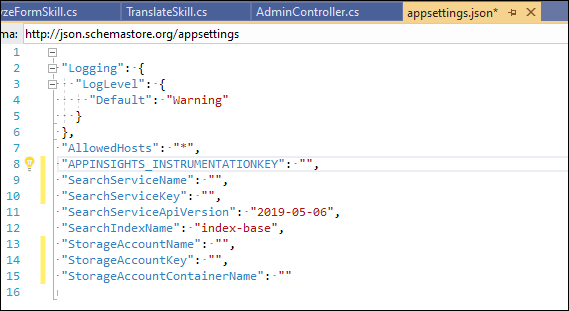 yzeFormSkill.cs TranslateSkill.cs AdminController.cs appsettings.json*
ma: http://json.schemastore.org/appsettings
1
2 "Logging": {
3 "LogLevel": {
4 "Default": "Warning"
5 }
6 },
7 "AllowedHosts": "*",
8 "APPINSIGHTS_INSTRUMENTATIONKEY": "",
9 "SearchServiceName": "",
10 "SearchServiceKey": "",
11 "SearchServiceApiVersion": "2019-05-06",
12 "SearchIndexName": "index-base",
13 "StorageAccountName": "",
14 "StorageAccountKey": "",
15 "StorageAccountContainerName": ""
16